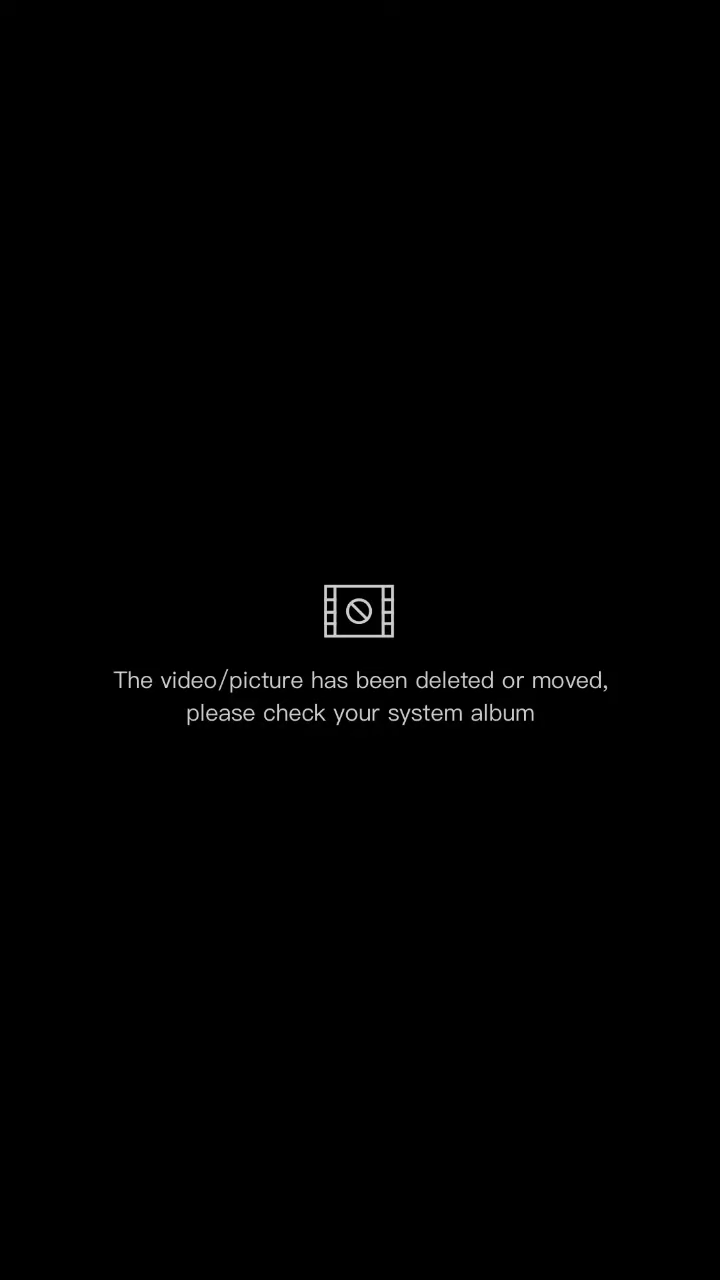 The video/picture has been deleted or moved,
please check your system album